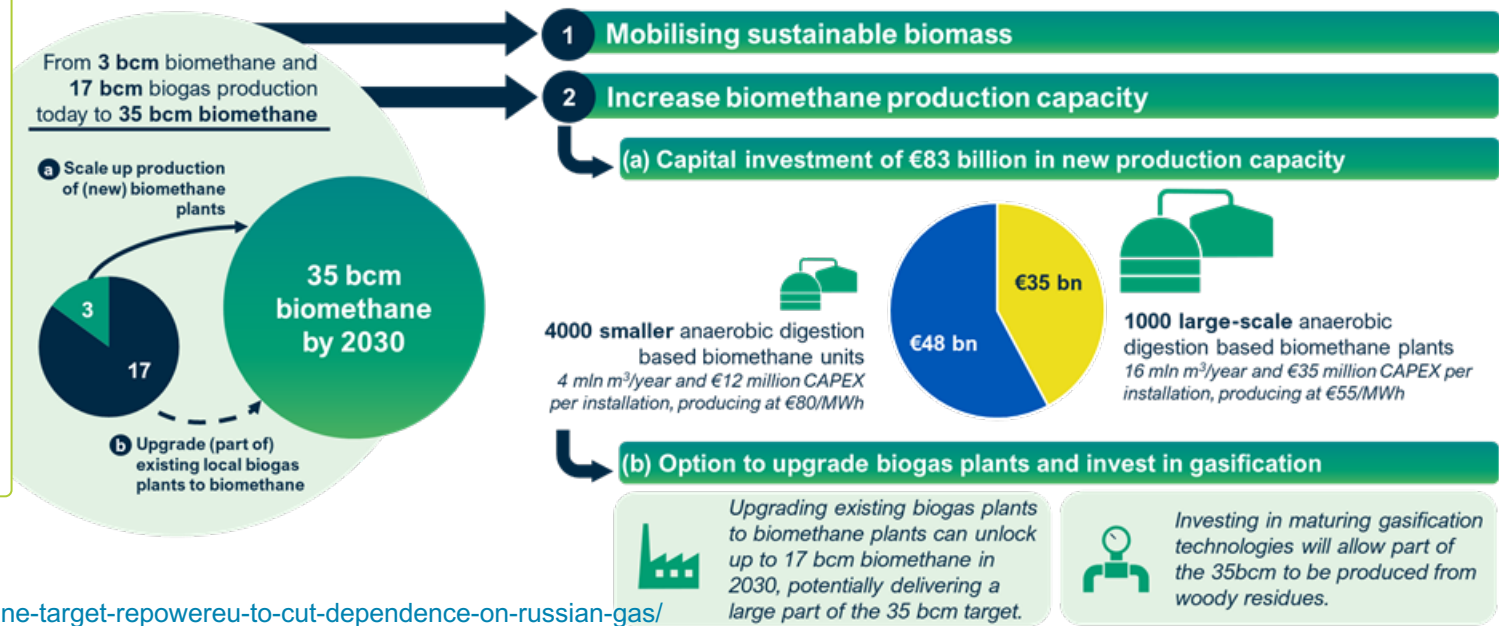 From 3 bcm biomethane and
17 bcm biogas production
today to 35 bcm biomethane
a Scale up production
of (new) biomethane
plants
3
17
35 bcm
biomethane
by 2030
b Upgrade (part of)
existing local biogas
plants to biomethane
1 Mobilising sustainable biomass
2 Increase biomethane production capacity
(a) Capital investment of €83 billion in new production capacity
4000 smaller anaerobic digestion
based biomethane units
4 mln m³/year and €12 million CAPEX
per installation, producing at €80/MWh
€48 bn
€35 bn
1000 large-scale anaerobic
digestion based biomethane plants
16 mln m³/year and €35 million CAPEX per
installation, producing at €55/MWh
(b) Option to upgrade biogas plants and invest in gasification
Upgrading existing biogas plants
to biomethane plants can unlock
up to 17 bcm biomethane in
2030, potentially delivering a
large part of the 35 bcm target.
Investing in maturing gasification
technologies will allow part of
the 35bcm to be produced from
woody residues.
ne-target-repowereu-to-cut-dependence-on-russian-gas/